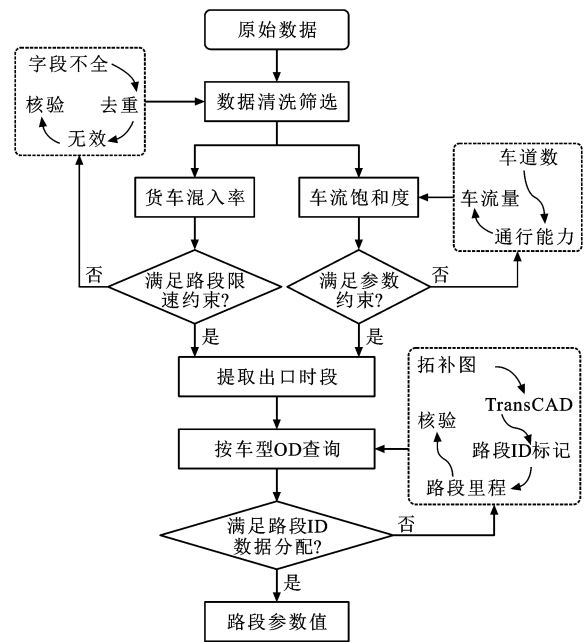 原始数据
字段不全
核验
去重
无效
数据清洗筛选
货车混入率
车流饱和度
车道数
车流量
通行能力
否
满足路段限
速约束?
满足参数
约束?
否
是
是
提取出口时段
拓补图
TransCAD
核验
路段ID标记
路段里程
按车型OD查询
满足路段ID
数据分配?
否
是
路段参数值